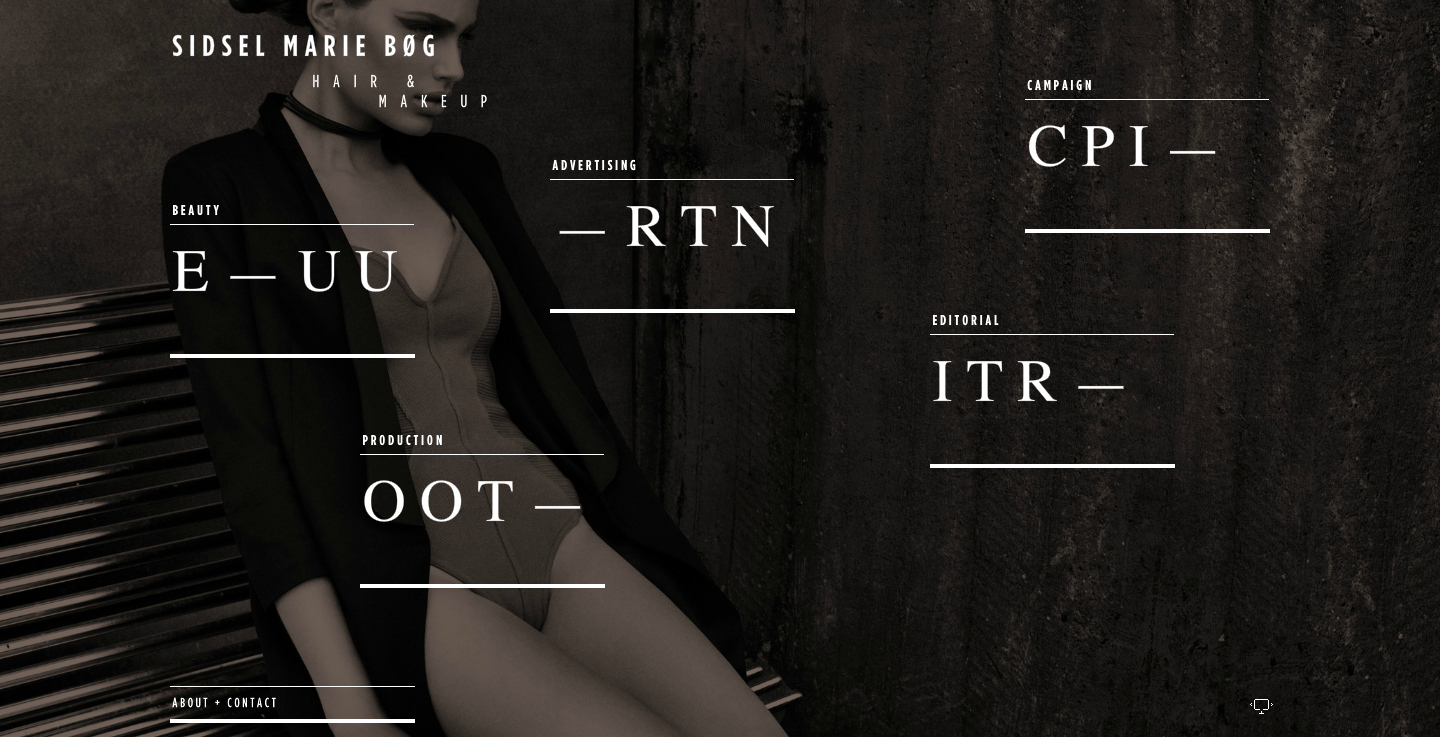 SIDSEL MARIE BØG
HAIR &
MAKEUP
CAMPAIGN
CPI —
ADVERTISING
— RTN
BEAUTY
E — UU
EDITORIAL
ITR —
PRODUCTION
OOT —
ABOUT + CONTACT